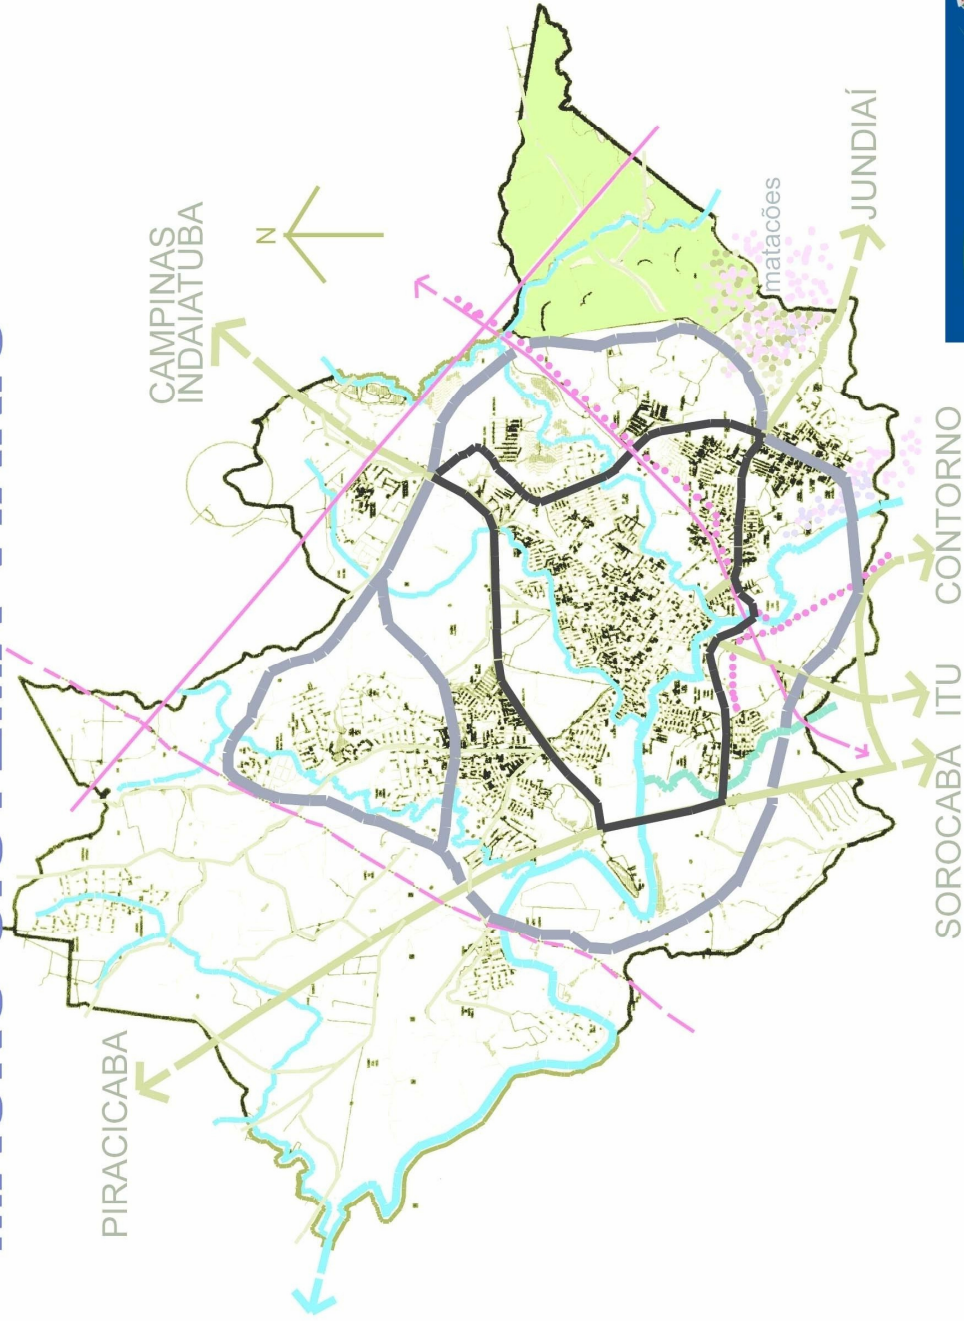 CAMPINAS
INDAIATUBA
N
JUNDIAÍ
matacões
PIRACICABA
SOROCABA
ITU
CONTORNO